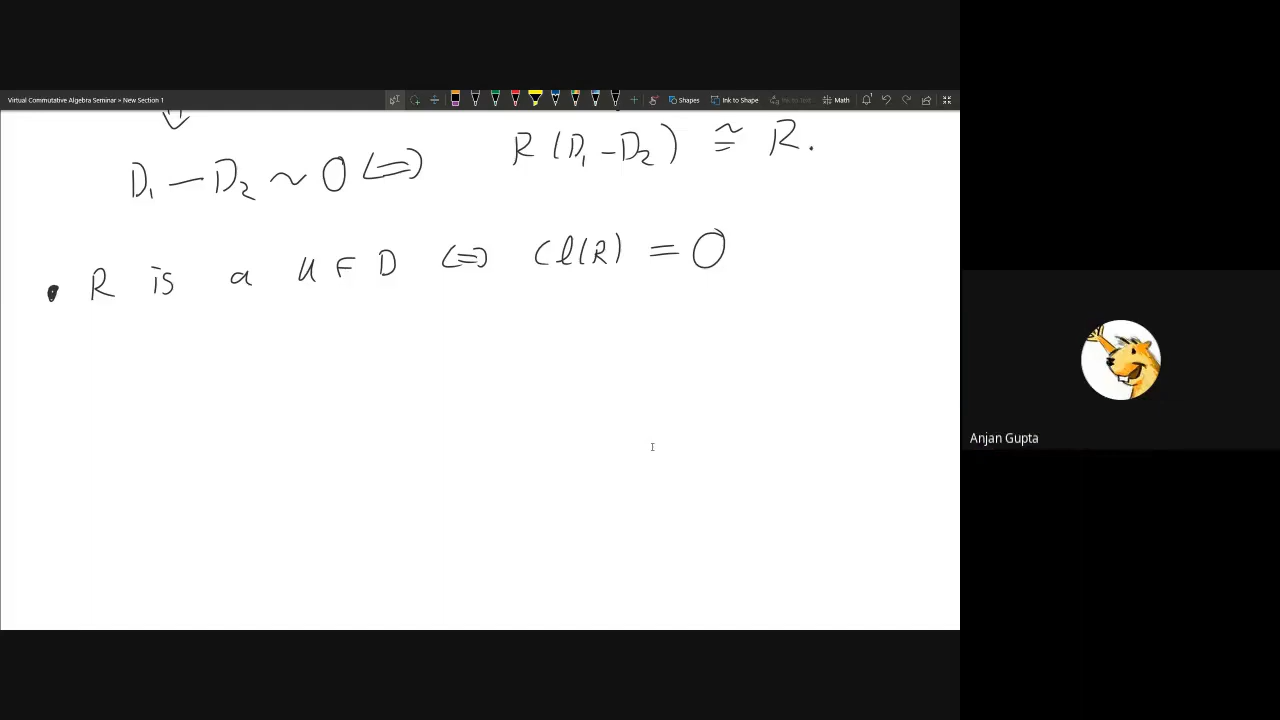 Virtual Commutative Algebra Seminar > New Section 1
Shapes
Ink to Shape
Math
R(D₁ - D₂) ≅ R.
D₁ — D₂ ~ 0 ⟺
• R is a UFD ⟺ Cl(R) = 0
Anjan Gupta